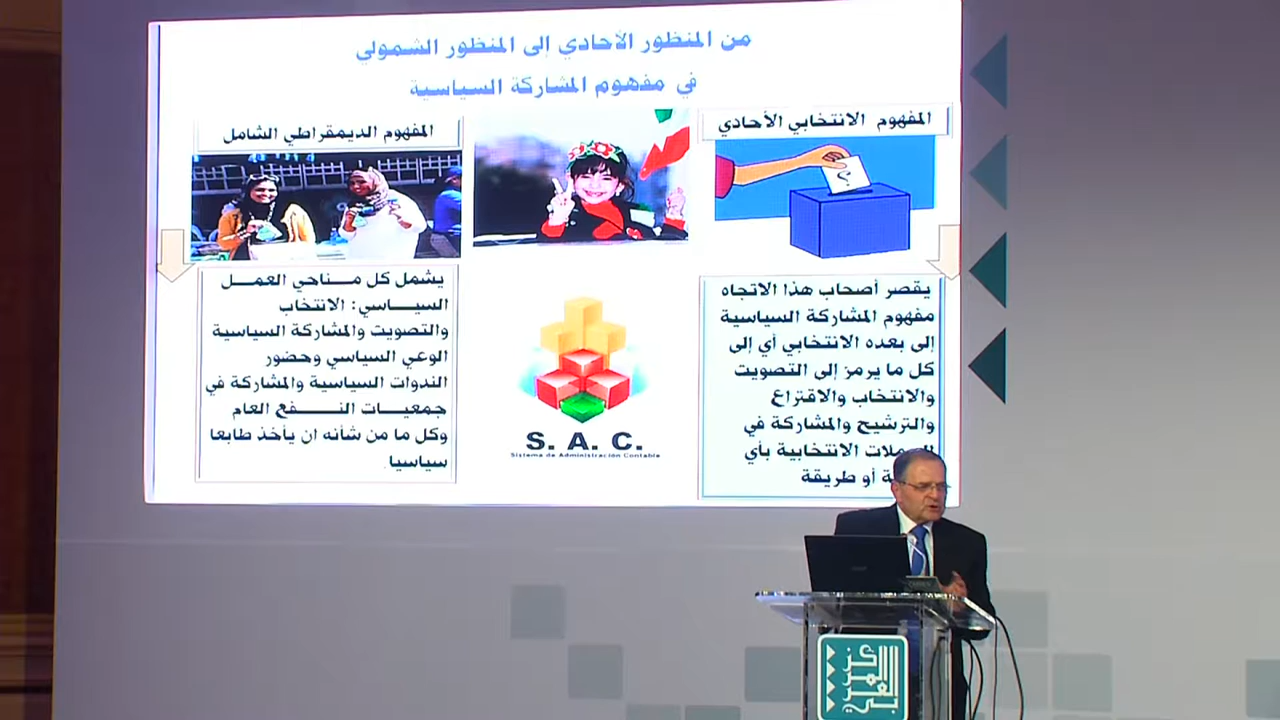 من المنظور الأحادي إلى المنظور الشمولي
في مفهوم المشاركة السياسية
المفهوم الانتخابي الأحادي
المفهوم الديمقراطي الشامل
؟
يقصر أصحاب هذا الاتجاه
مفهوم المشاركة السياسية
إلى بعده الانتخابي أي إلى
كل ما يرمز إلى التصويت
والانتخاب والاقتراع
والترشيح والمشاركة في
الانتخابية بأي
أو طريقة
يشمل كل مناحي العمل
السياسي: الانتخاب
والتصويت والمشاركة السياسية
الوعي السياسي وحضور
الندوات السياسية والمشاركة في
جمعيات النفع العام
وكل ما من شأنه ان يأخذ طابعا
سياسيا.
S. A. C.
Sistema de Administración Contable
المركز
العربي